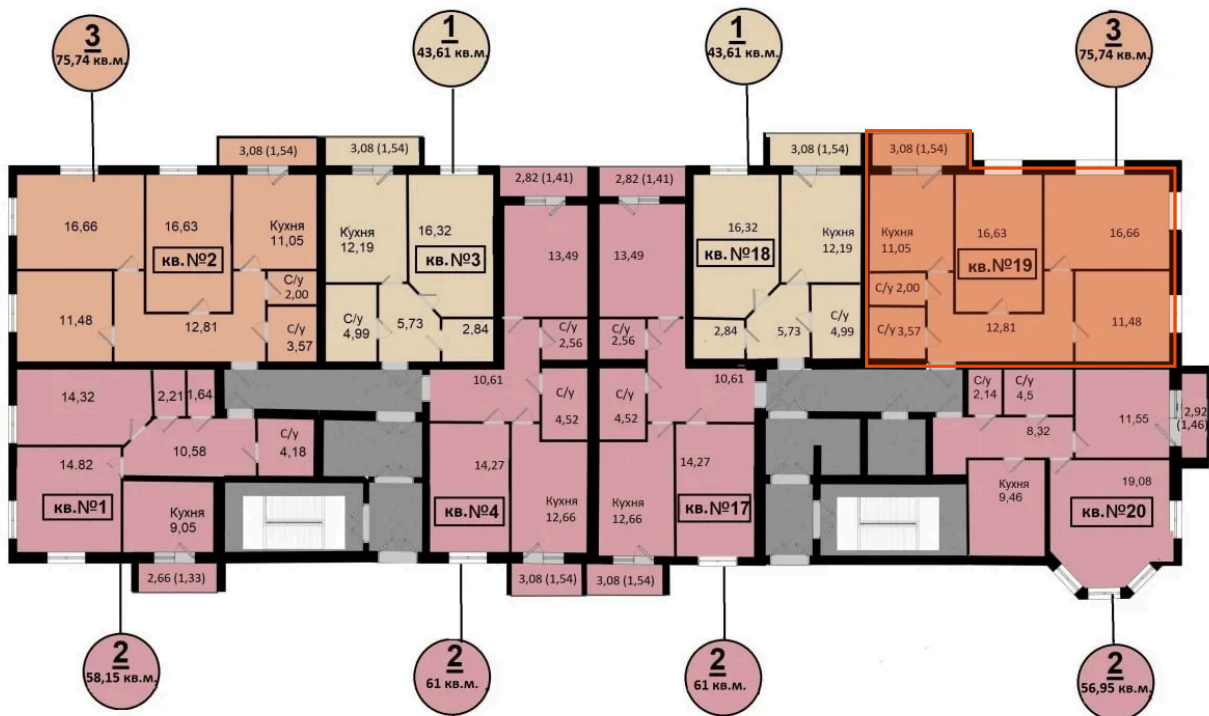 3
75,74 кв.м.
1
43,61 кв.м.
1
43,61 кв.м.
3
75,74 кв.м.
3,08 (1,54)
3,08 (1,54)
3,08 (1,54)
3,08 (1,54)
2,82 (1,41)
2,82 (1,41)
16,66
16,63
Кухня
11,05
кв.№2
С/у
2,00
11,48
12,81
С/у
3,57
Кухня
12,19
16,32
кв.№3
С/у
4,99
5,73
2,84
13,49
С/у
2,56
13,49
С/у
2,56
16,32
Кухня
12,19
кв.№18
2,84
5,73
С/у
4,99
Кухня
11,05
16,63
16,66
кв.№19
С/у 2,00
С/у 3,57
12,81
11,48
14,32
2,21
1,64
10,58
С/у
4,18
14.82
кв.№1
Кухня
9,05
2,66 (1,33)
10,61
С/у
4,52
14,27
кв.№4
Кухня
12,66
3,08 (1,54)
10,61
С/у
4,52
14,27
кв.№17
Кухня
12,66
3,08 (1,54)
С/у
2,14
С/у
4,5
8,32
11,55
2,92
(1,46)
Кухня
9,46
19,08
кв.№20
2
58,15 кв.м.
2
61 кв.м.
2
61 кв.м.
2
56,95 кв.м.